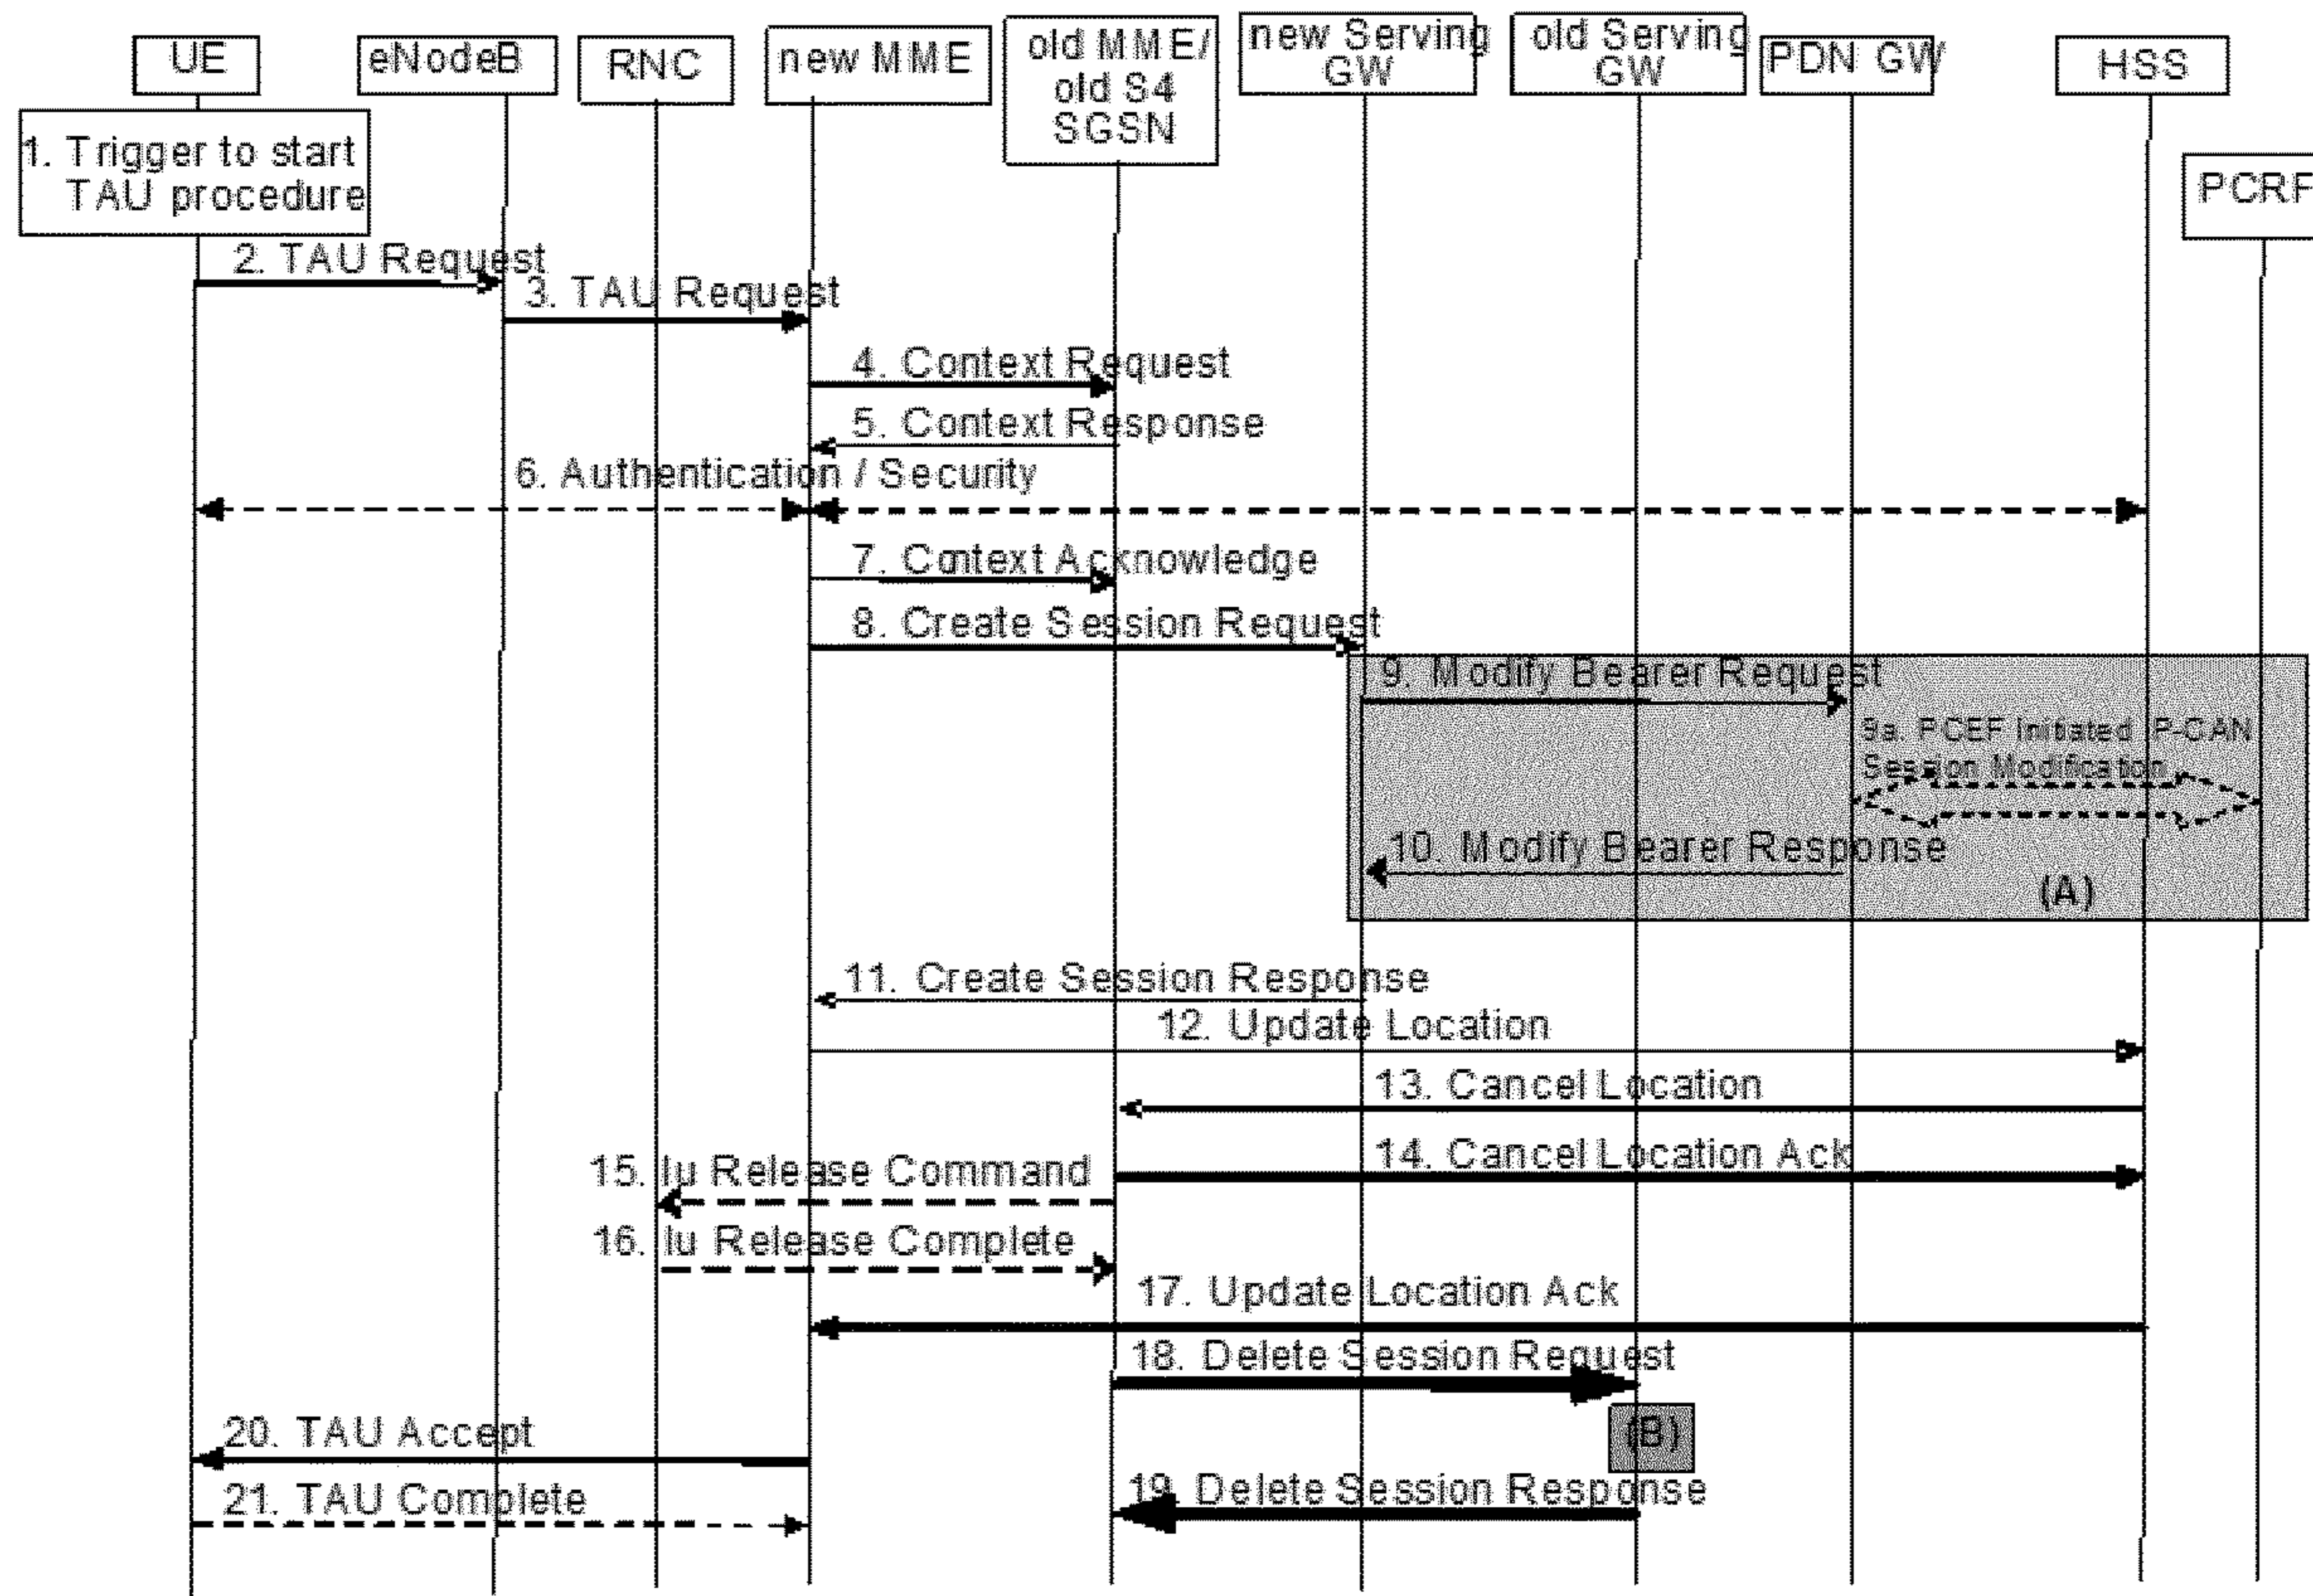 UE
eNodeB
RNC
new MME
old MME/
old S4
SGSN
new Serving
GW
old Serving
GW
PDN GW
HSS
PCRF
1. Trigger to start
TAU procedure
2. TAU Request
3. TAU Request
4. Context Request
5. Context Response
6. Authentication / Security
7. Context Acknowledge
8. Create Session Request
9. Modify Bearer Request
9a. PCEF Initiated IP-CAN
Session Modification
10. Modify Bearer Response
(A)
11. Create Session Response
12. Update Location
13. Cancel Location
14. Cancel Location Ack
15. Iu Release Command
16. Iu Release Complete
17. Update Location Ack
18. Delete Session Request
(B)
20. TAU Accept
19. Delete Session Response
21. TAU Complete